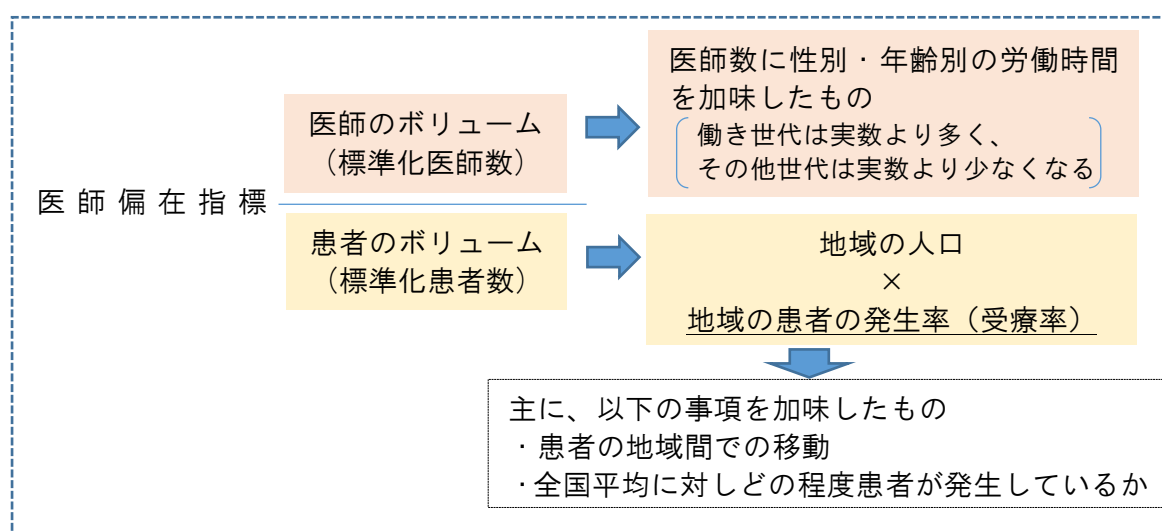 医師偏在指標
医師のボリューム
（標準化医師数）
患者のボリューム
（標準化患者数）
医師数に性別・年齢別の労働時間
を加味したもの
働き世代は実数より多く、
その他世代は実数より少なくなる
地域の人口
×
地域の患者の発生率（受療率）
主に、以下の事項を加味したもの
・患者の地域間での移動
・全国平均に対しどの程度患者が発生しているか